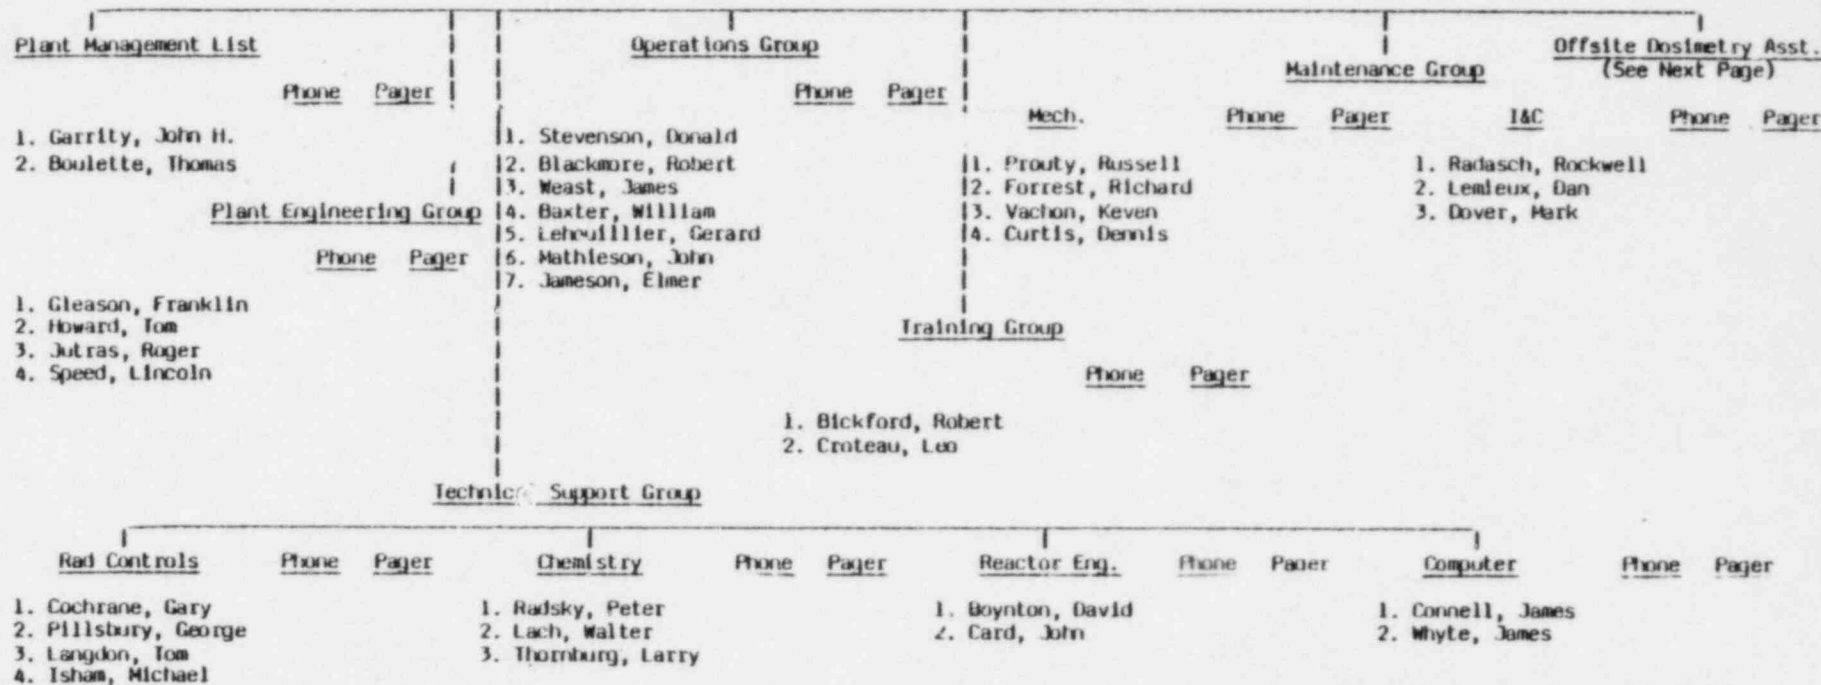 Plant Management List
Phone Pager
1. Garrity, John H.
2. Boulette, Thomas
Plant Engineering Group
Phone Pager
1. Gleason, Franklin
2. Howard, Tom
3. Jutras, Roger
4. Speed, Lincoln
Operations Group
Phone Pager
1. Stevenson, Donald
2. Blackmore, Robert
3. Weast, James
4. Baxter, William
5. Lehouillier, Gerard
6. Mathieson, John
7. Jameson, Elmer
Training Group
Phone Pager
1. Bickford, Robert
2. Croteau, Leo
Maintenance Group
Mech. Phone Pager
1. Prouty, Russell
2. Forrest, Richard
3. Vachon, Keven
4. Curtis, Dennis
I&C Phone Pager
1. Radasch, Rockwell
2. Lemieux, Dan
3. Dover, Mark
Offsite Dosimetry Asst.
(See Next Page)
Technic Support Group
Rad Controls Phone Pager
1. Cochrane, Gary
2. Pillsbury, George
3. Langdon, Tom
4. Isham, Michael
Chemistry Phone Pager
1. Radsky, Peter
2. Lach, Walter
3. Thornburg, Larry
Reactor Eng. Phone Pager
1. Boynton, David
2. Card, John
Computer Phone Pager
1. Connell, James
2. Whyte, James